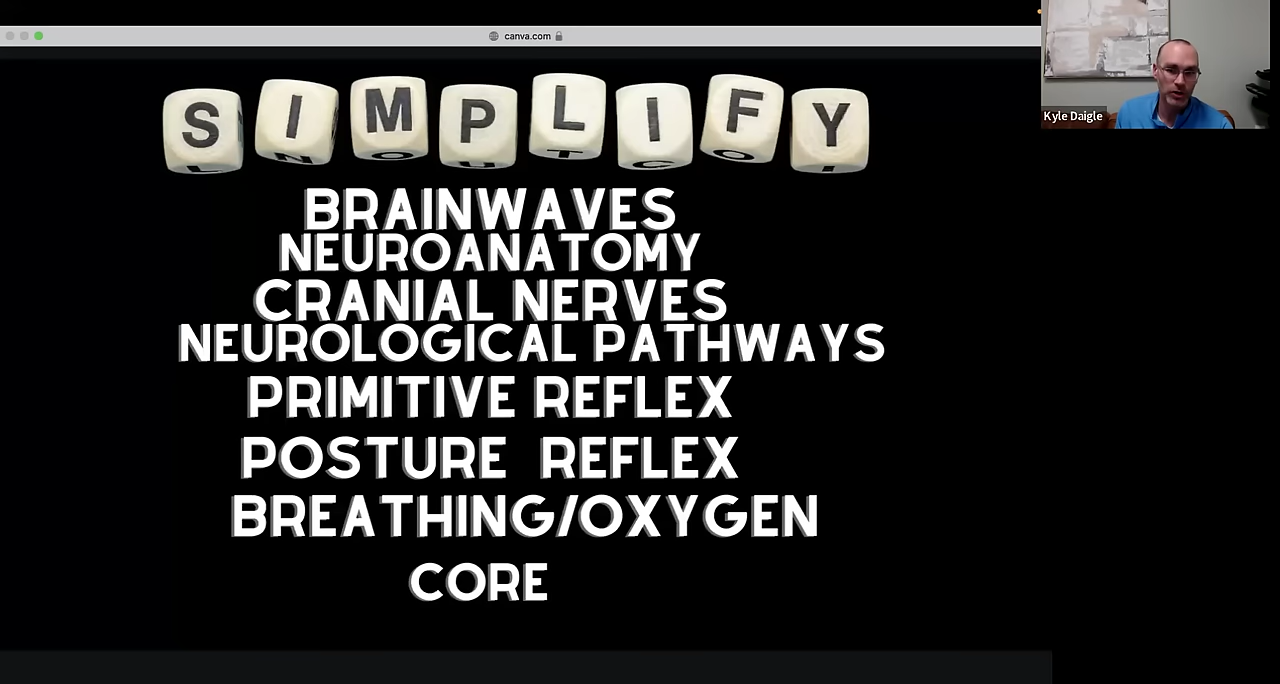 canva.com
Kyle Daigle
SIMPLIFY
BRAINWAVES
NEUROANATOMY
CRANIAL NERVES
NEUROLOGICAL PATHWAYS
PRIMITIVE REFLEX
POSTURE REFLEX
BREATHING/OXYGEN
CORE